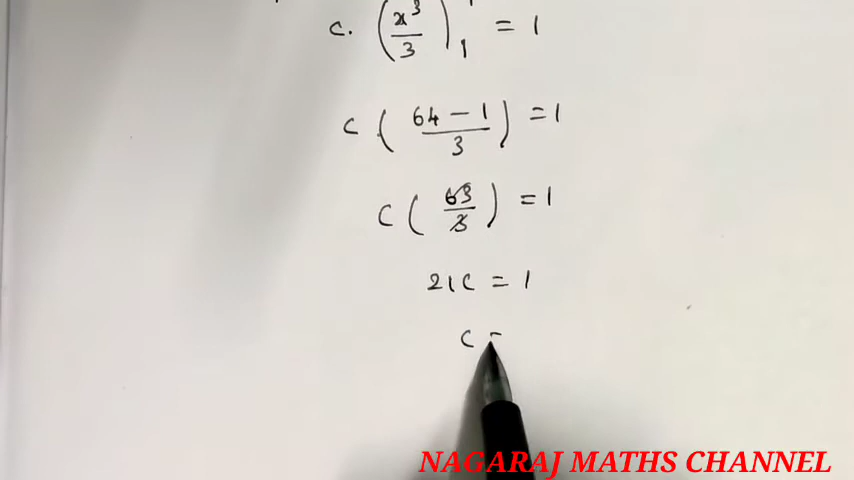 c. (x³/3)₁ = 1
c (64 - 1 / 3) = 1
c (63/3) = 1
21c = 1
c =
NAGARAJ MATHS CHANNEL